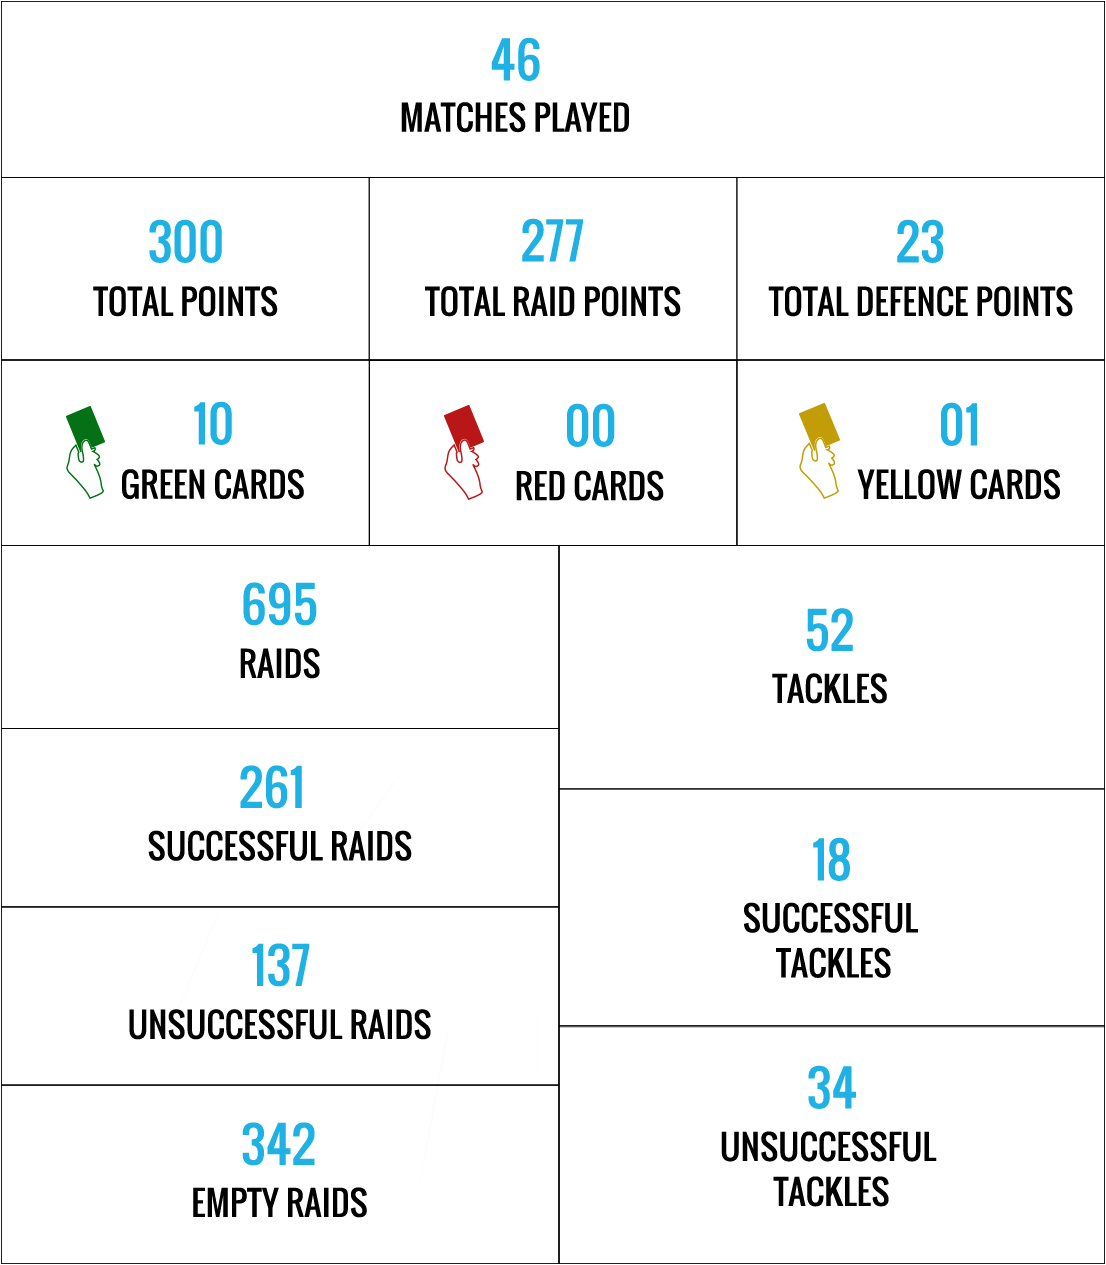 46
MATCHES PLAYED
300
TOTAL POINTS
277
TOTAL RAID POINTS
23
TOTAL DEFENCE POINTS
10
GREEN CARDS
00
RED CARDS
01
YELLOW CARDS
695
RAIDS
261
SUCCESSFUL RAIDS
137
UNSUCCESSFUL RAIDS
342
EMPTY RAIDS
52
TACKLES
18
SUCCESSFUL
TACKLES
34
UNSUCCESSFUL
TACKLES